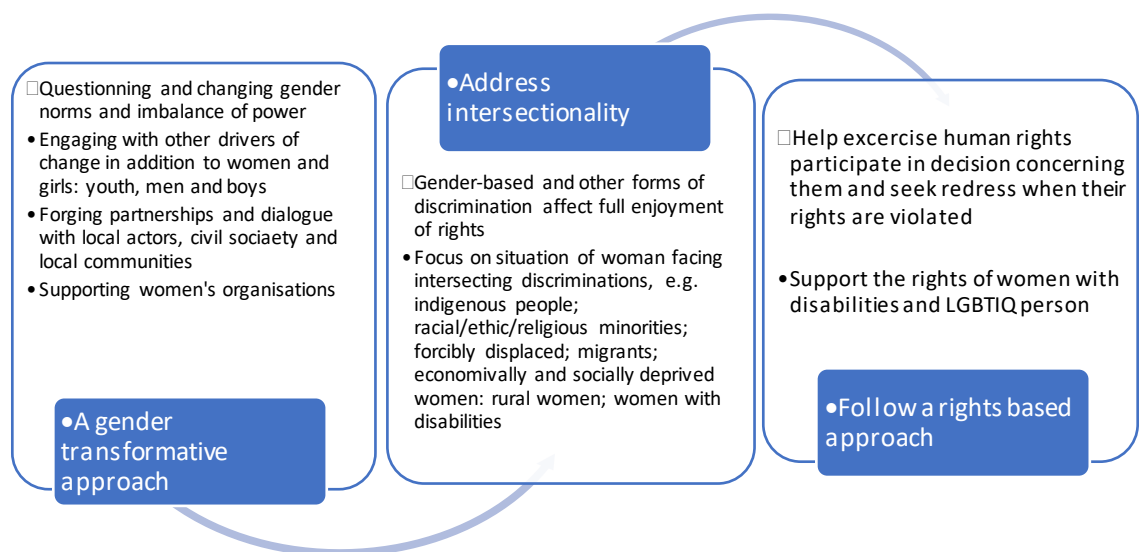 □Questionning and changing gender
norms and imbalance of power
•Engaging with other drivers of
change in addition to women and
girls: youth, men and boys
•Forging partnerships and dialogue
with local actors, civil sociaety and
local communities
•Supporting women's organisations
•A gender
transformative
approach
•Address
intersectionality
□Gender-based and other forms of
discrimination affect full enjoyment
of rights
•Focus on situation of woman facing
intersecting discriminations, e.g.
indigenous people;
racial/ethic/religious minorities;
forcibly displaced; migrants;
economivally and socially deprived
women: rural women; women with
disabilities
□Help excercise human rights
participate in decision concerning
them and seek redress when their
rights are violated
•Support the rights of women with
disabilities and LGBTIQ person
•Follow a rights based
approach